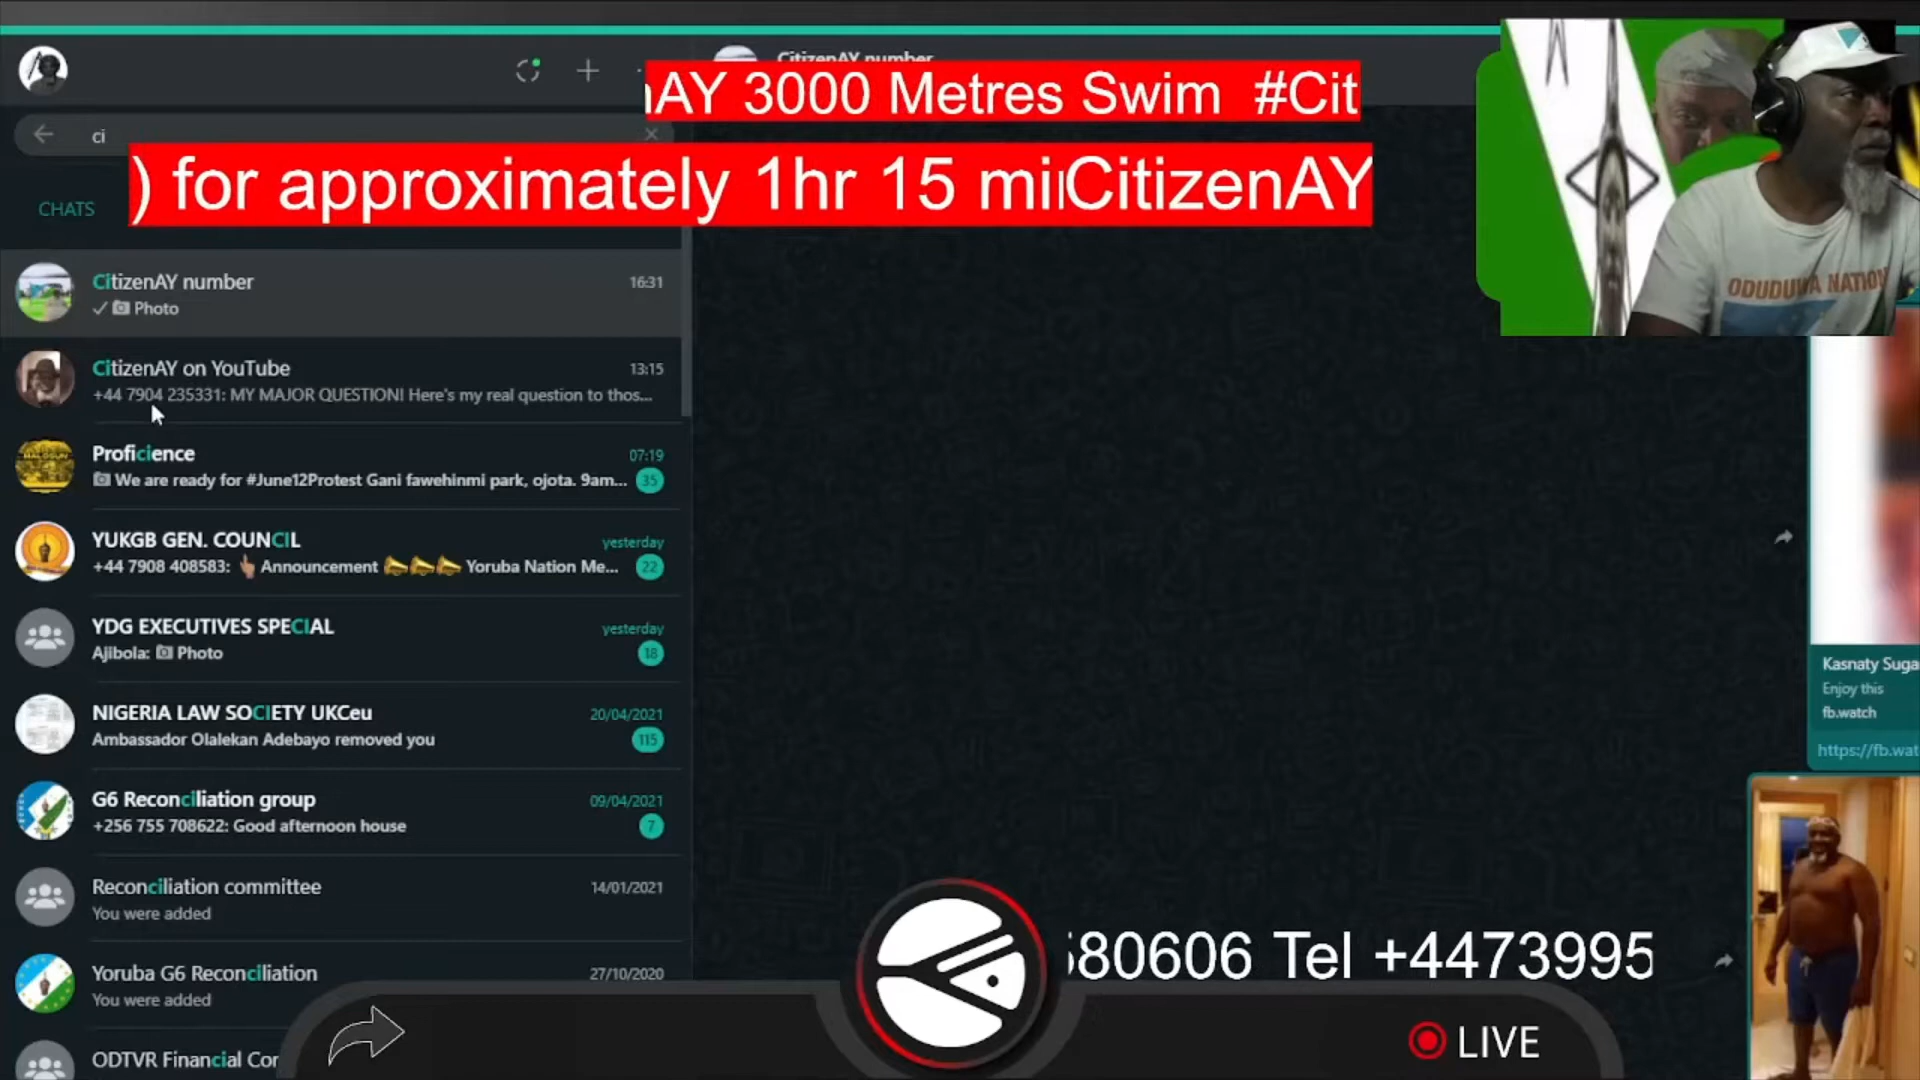 CitizenAY number
AY 3000 Metres Swim #Cit
ci
) for approximately 1hr 15 mi
CitizenAY
CHATS
CitizenAY number 16:31
Photo
CitizenAY on YouTube 13:15
+44 7904 235331: MY MAJOR QUESTION! Here's my real question to thos...
Proficience 07:19
We are ready for #June12Protest Gani fawehinmi park, ojota. 9am... 35
YUKGB GEN. COUNCIL yesterday
+44 7908 408583: Announcement Yoruba Nation Me... 22
YDG EXECUTIVES SPECIAL yesterday
Ajibola: Photo 18
NIGERIA LAW SOCIETY UKCeu 20/04/2021
Ambassador Olalekan Adebayo removed you 115
G6 Reconciliation group 09/04/2021
+256 755 708622: Good afternoon house 7
Reconciliation committee 14/01/2021
You were added
Yoruba G6 Reconciliation 27/10/2020
You were added
ODTVR Financial Con
ODUDUWA NATION
Kasnaty Suga
Enjoy this
fb.watch
https://fb.wat
580606 Tel +4473995
LIVE